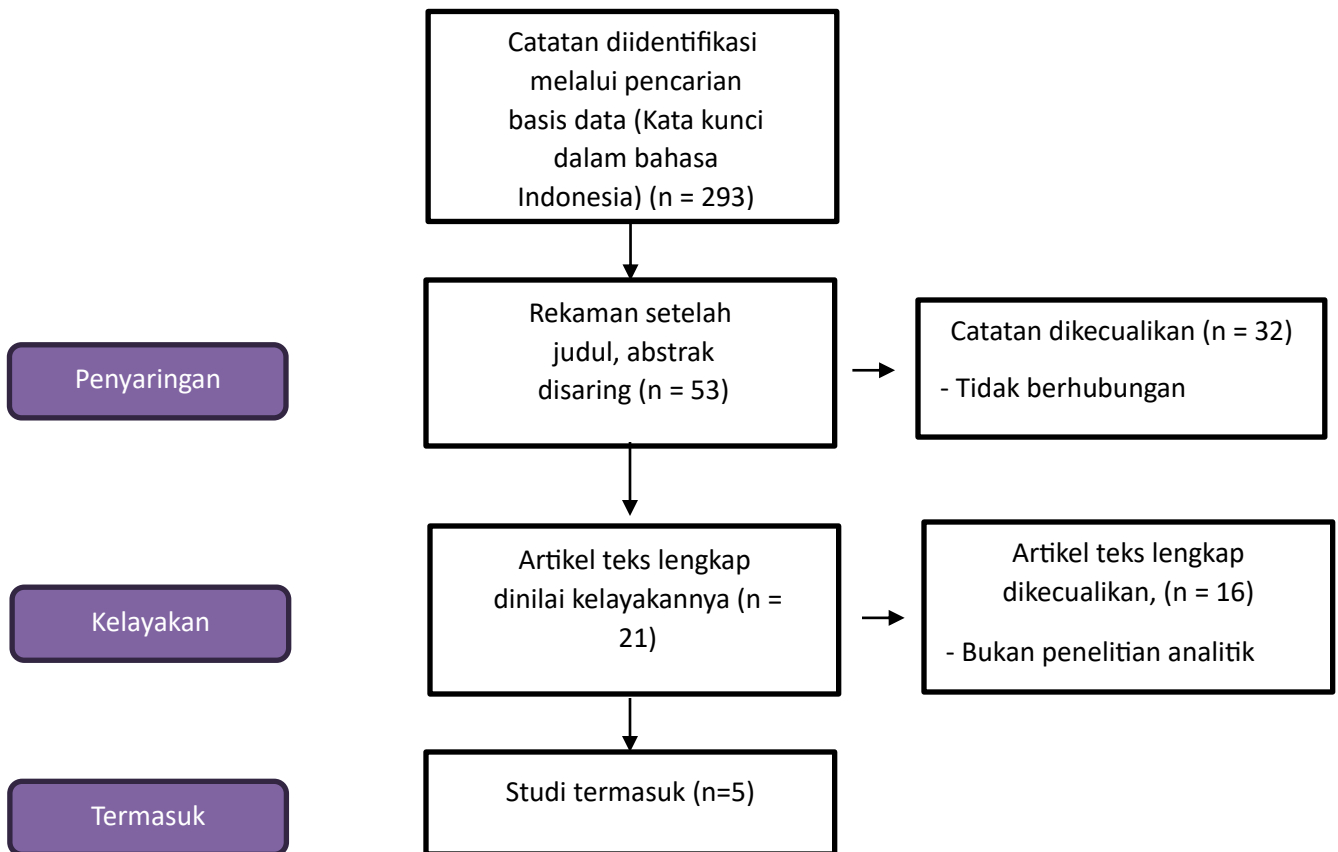 Catatan diidentifikasi
melalui pencarian
basis data (Kata kunci
dalam bahasa
Indonesia) (n = 293)
Penyaringan
Rekaman setelah
judul, abstrak
disaring (n = 53)
Catatan dikecualikan (n = 32)
- Tidak berhubungan
Kelayakan
Artikel teks lengkap
dinilai kelayakannya (n =
21)
Artikel teks lengkap
dikecualikan, (n = 16)
- Bukan penelitian analitik
Termasuk
Studi termasuk (n=5)